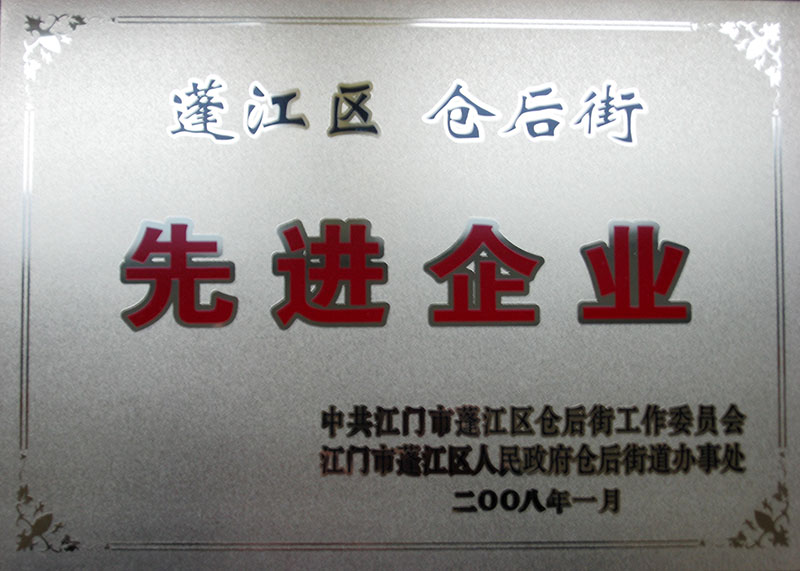 蓬江区 仓后街
先进企业
中共江门市蓬江区仓后街工作委员会
江门市蓬江区人民政府仓后街道办事处
二OO八年一月